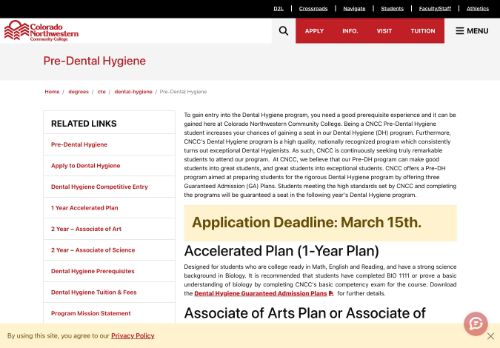 D2L | Crossroads | Navigate | Students | Faculty/Staff | Athletics
Colorado
Northwestern
Community College
APPLY INFO. VISIT TUITION MENU
Pre-Dental Hygiene
Home / degrees / cte / dental-hygiene / Pre-Dental Hygiene
RELATED LINKS
Pre-Dental Hygiene
Apply to Dental Hygiene
Dental Hygiene Competitive Entry
1 Year Accelerated Plan
2 Year – Associate of Art
2 Year – Associate of Science
Dental Hygiene Prerequisites
Dental Hygiene Tuition & Fees
Program Mission Statement
To gain entry into the Dental Hygiene program, you need a good prerequisite experience and it can be
gained here at Colorado Northwestern Community College. Being a CNCC Pre-Dental Hygiene
student increases your chances of gaining a seat in our Dental Hygiene (DH) program. Furthermore,
CNCC's Dental Hygiene program is a high quality, nationally recognized program which consistently
turns out exceptional Dental Hygienists. As such, CNCC is continuously seeking truly remarkable
students to attend our program. At CNCC, we believe that our Pre-DH program can make good
students into great students, and great students into exceptional students. CNCC offers a Pre-DH
program aimed at preparing students for the rigorous Dental Hygiene program by offering three
Guaranteed Admission (GA) Plans. Students meeting the high standards set by CNCC and completing
the programs will be guaranteed a seat in the following year's Dental Hygiene program.
Application Deadline: March 15th.
Accelerated Plan (1-Year Plan)
Designed for students who are college ready in Math, English and Reading, and have a strong science
background in Biology. It is recommended that students have completed BIO 1111 or prove a basic
understanding of biology by completing CNCC's basic competency exam for the course. Download
the Dental Hygiene Guaranteed Admission Plans for further details.
Associate of Arts Plan or Associate of
By using this site, you agree to our Privacy Policy